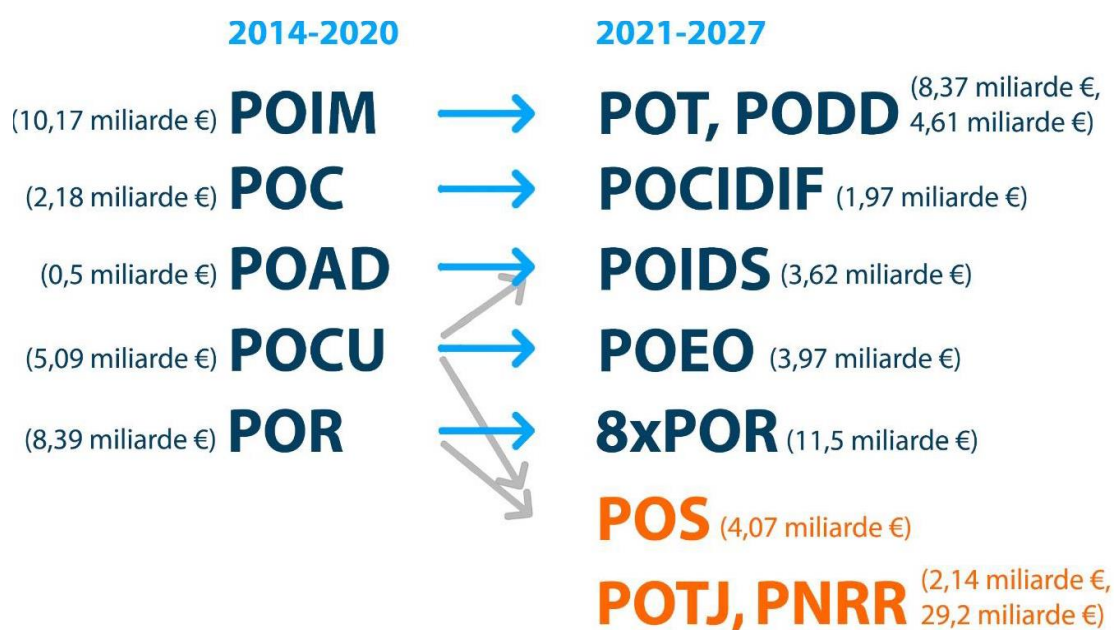 2014-2020 2021-2027
(10,17 miliarde €) POIM POT, PODD (8,37 miliarde €,
4,61 miliarde €)
(2,18 miliarde €) POC POCIDIF (1,97 miliarde €)
(0,5 miliarde €) POAD POIDS (3,62 miliarde €)
(5,09 miliarde €) POCU POEO (3,97 miliarde €)
(8,39 miliarde €) POR 8xPOR (11,5 miliarde €)
POS (4,07 miliarde €)
POTJ, PNRR (2,14 miliarde €,
29,2 miliarde €)